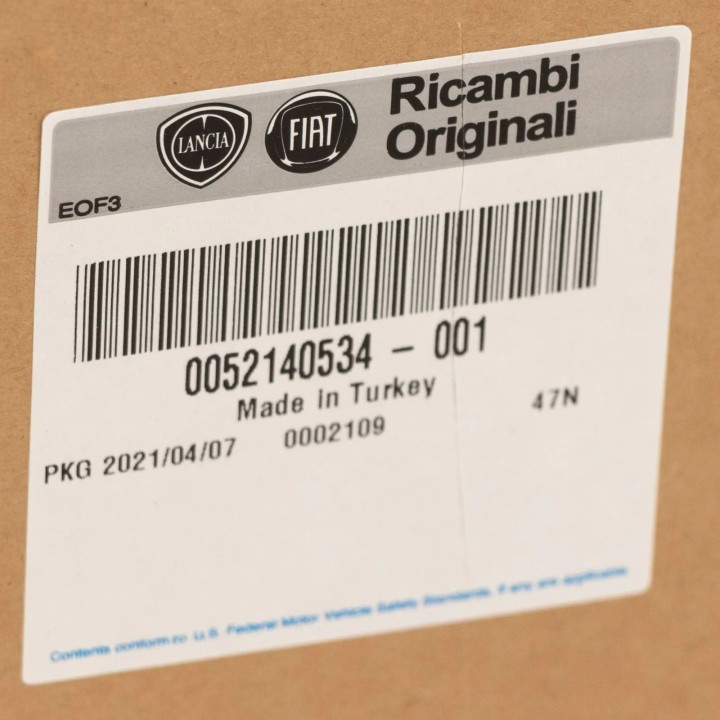 LANCIA FIAT Ricambi
Originali
EOF3
0052140534 - 001
Made in Turkey
PKG 2021/04/07 0002109 47N
Contents conform to U.S. Federal Motor Vehicle Safety Standards, if any are applicable